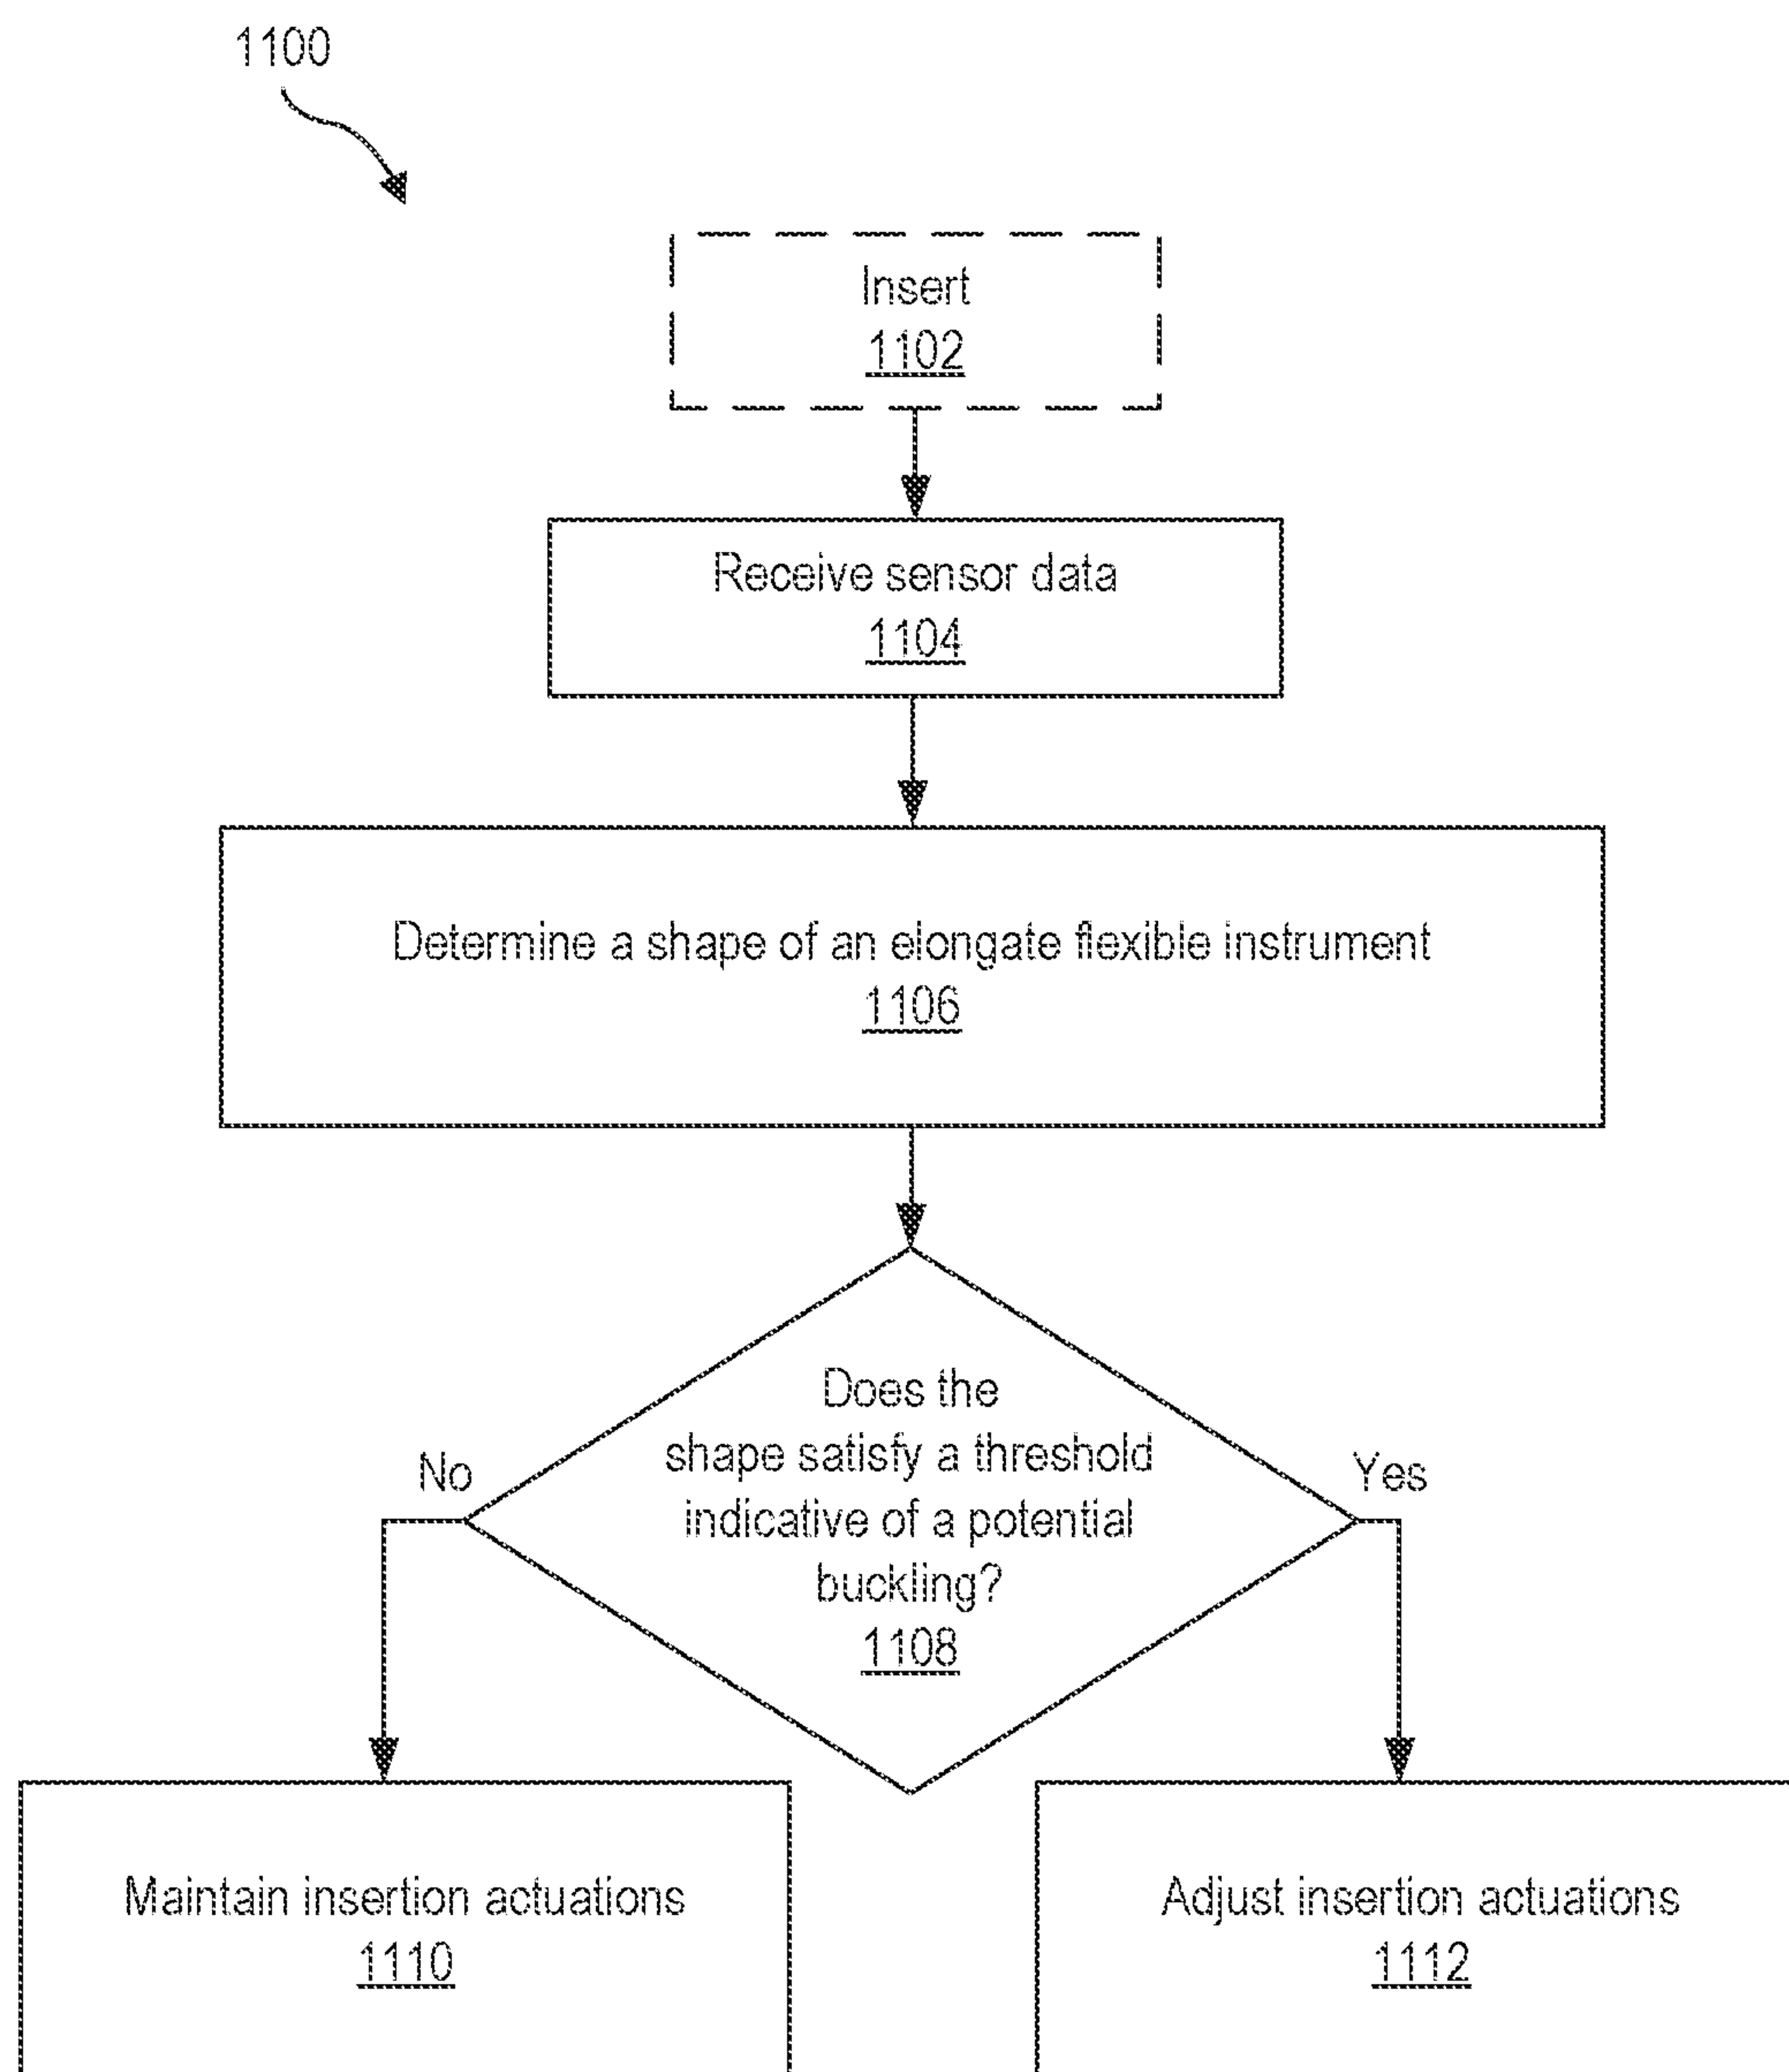 1100
Insert
1102
Receive sensor data
1104
Determine a shape of an elongate flexible instrument
1106
Does the
shape satisfy a threshold
indicative of a potential
buckling?
1108
No
Yes
Maintain insertion actuations
1110
Adjust insertion actuations
1112